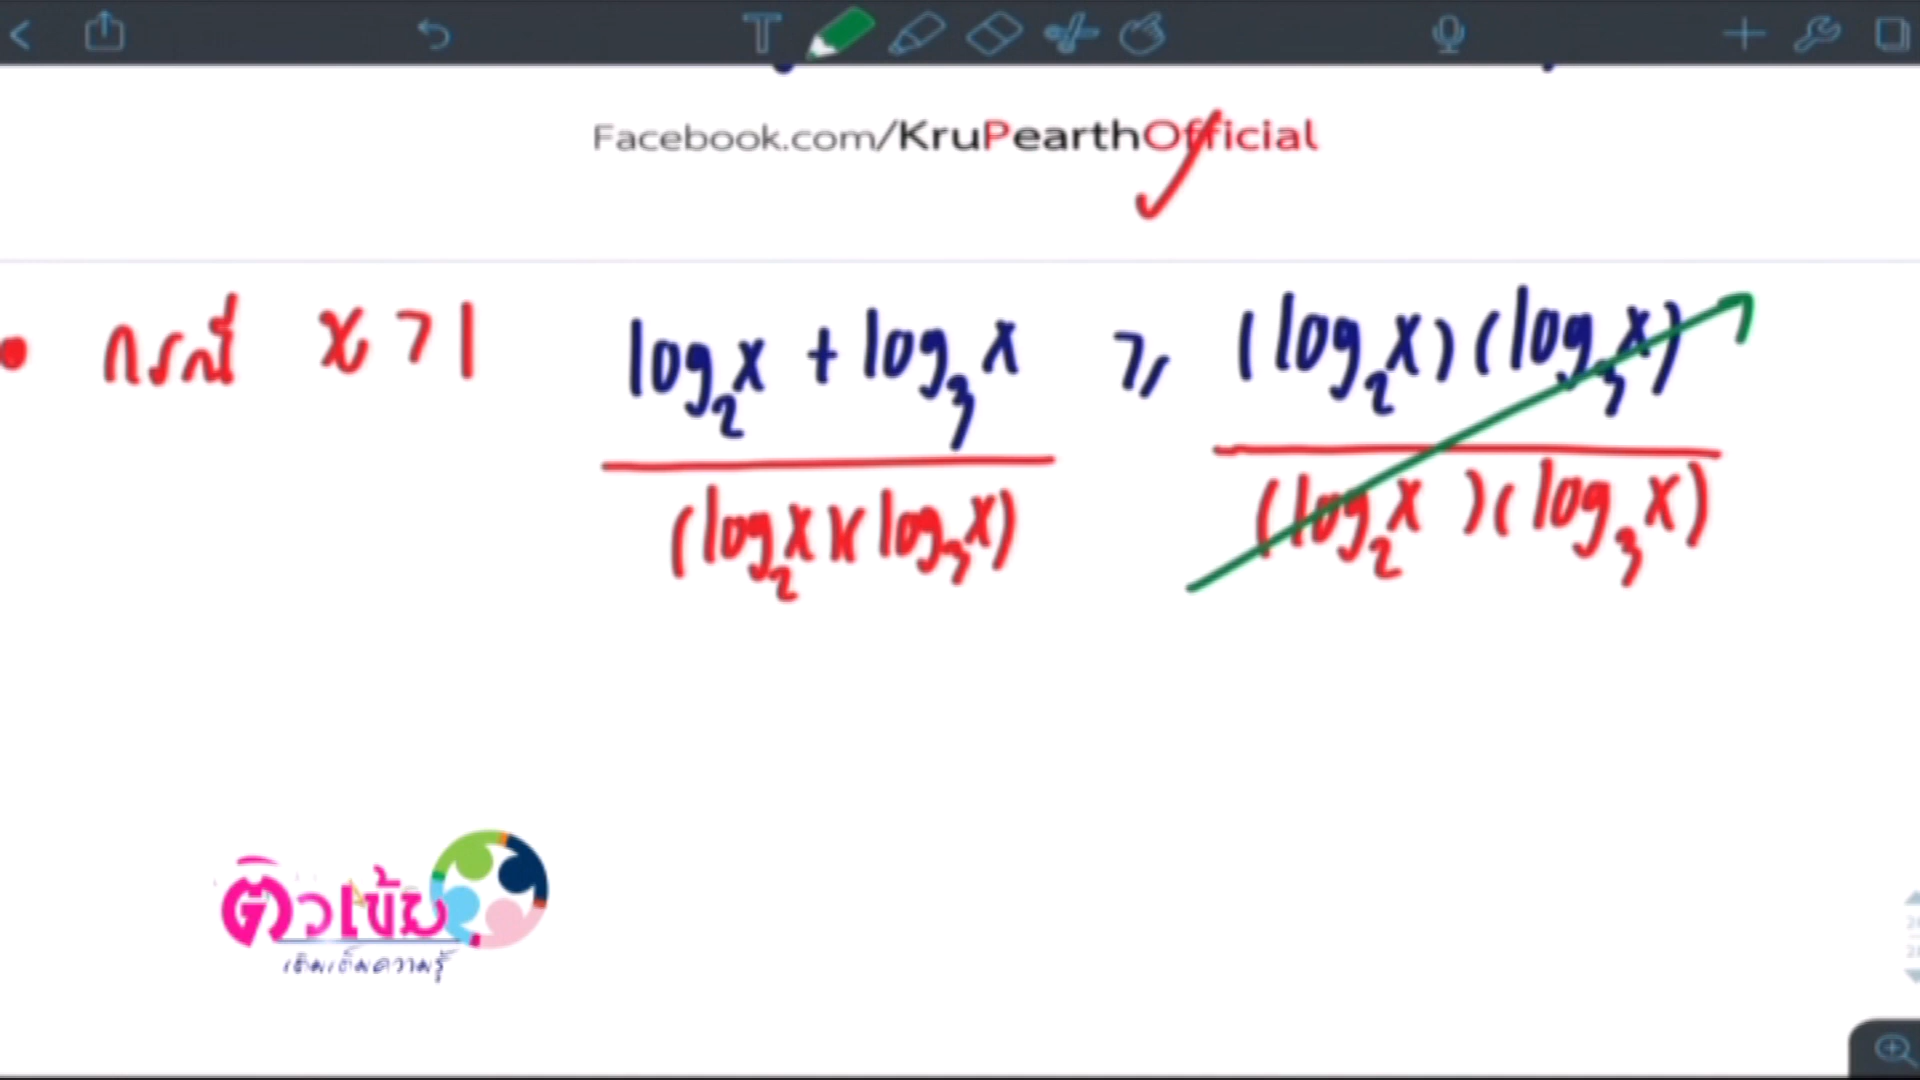 T
Facebook.com/KruPearthOfficial
• กรณี x > 1 log₂x + log₃x ≥ (log₂x)(log₃x)
(log₂x)(log₃x) (log₂x)(log₃x)
ติวเข้ม
เติมเต็มความรู้